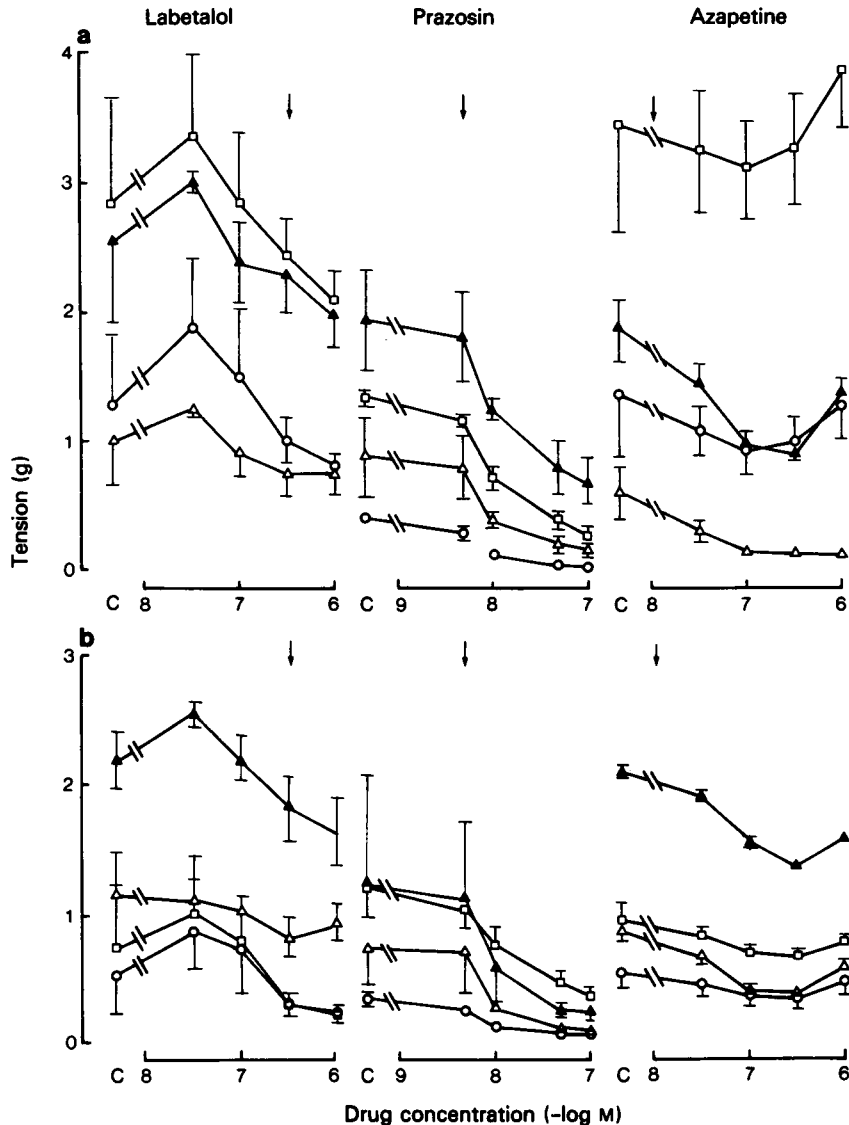 Labetalol Prazosin Azapetine
a
4
3
2
1
0
C 8 7 6 C 9 8 7 C 8 7 6
b
3
2
1
0
C 8 7 6 C 9 8 7 C 8 7 6
Tension (g)
Drug concentration (-log M)